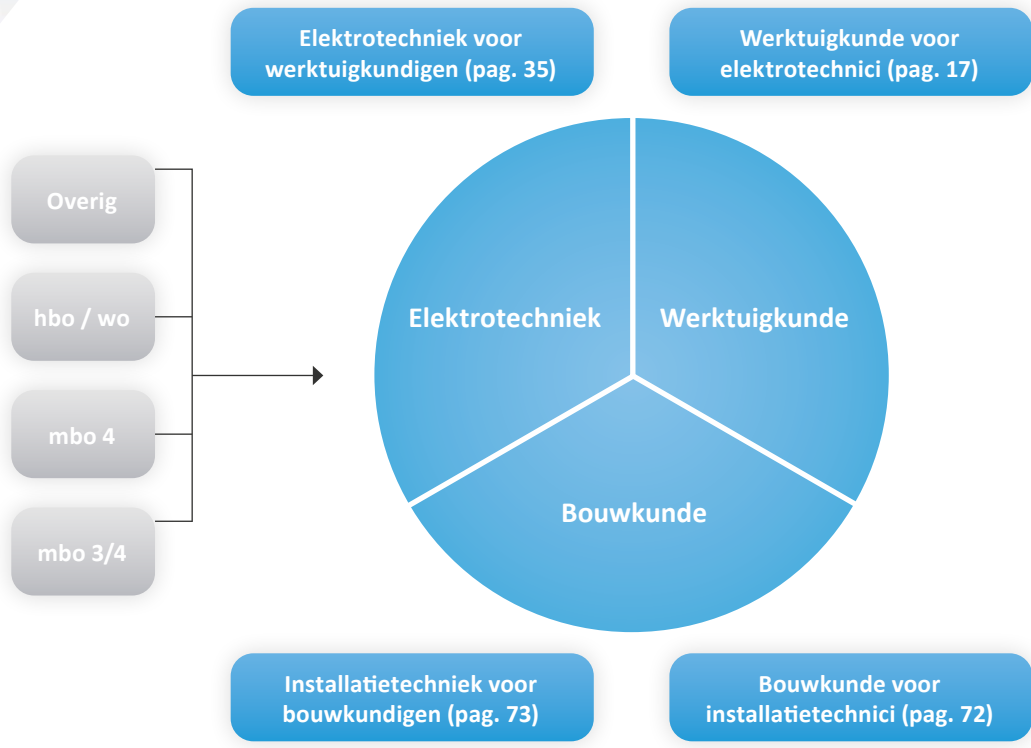 Elektrotechniek voor
werktuigkundigen (pag. 35)
Werktuigkunde voor
elektrotechnici (pag. 17)
Overig
hbo / wo
mbo 4
mbo 3/4
Elektrotechniek
Werktuigkunde
Bouwkunde
Installatietechniek voor
bouwkundigen (pag. 73)
Bouwkunde voor
installatietechnici (pag. 72)